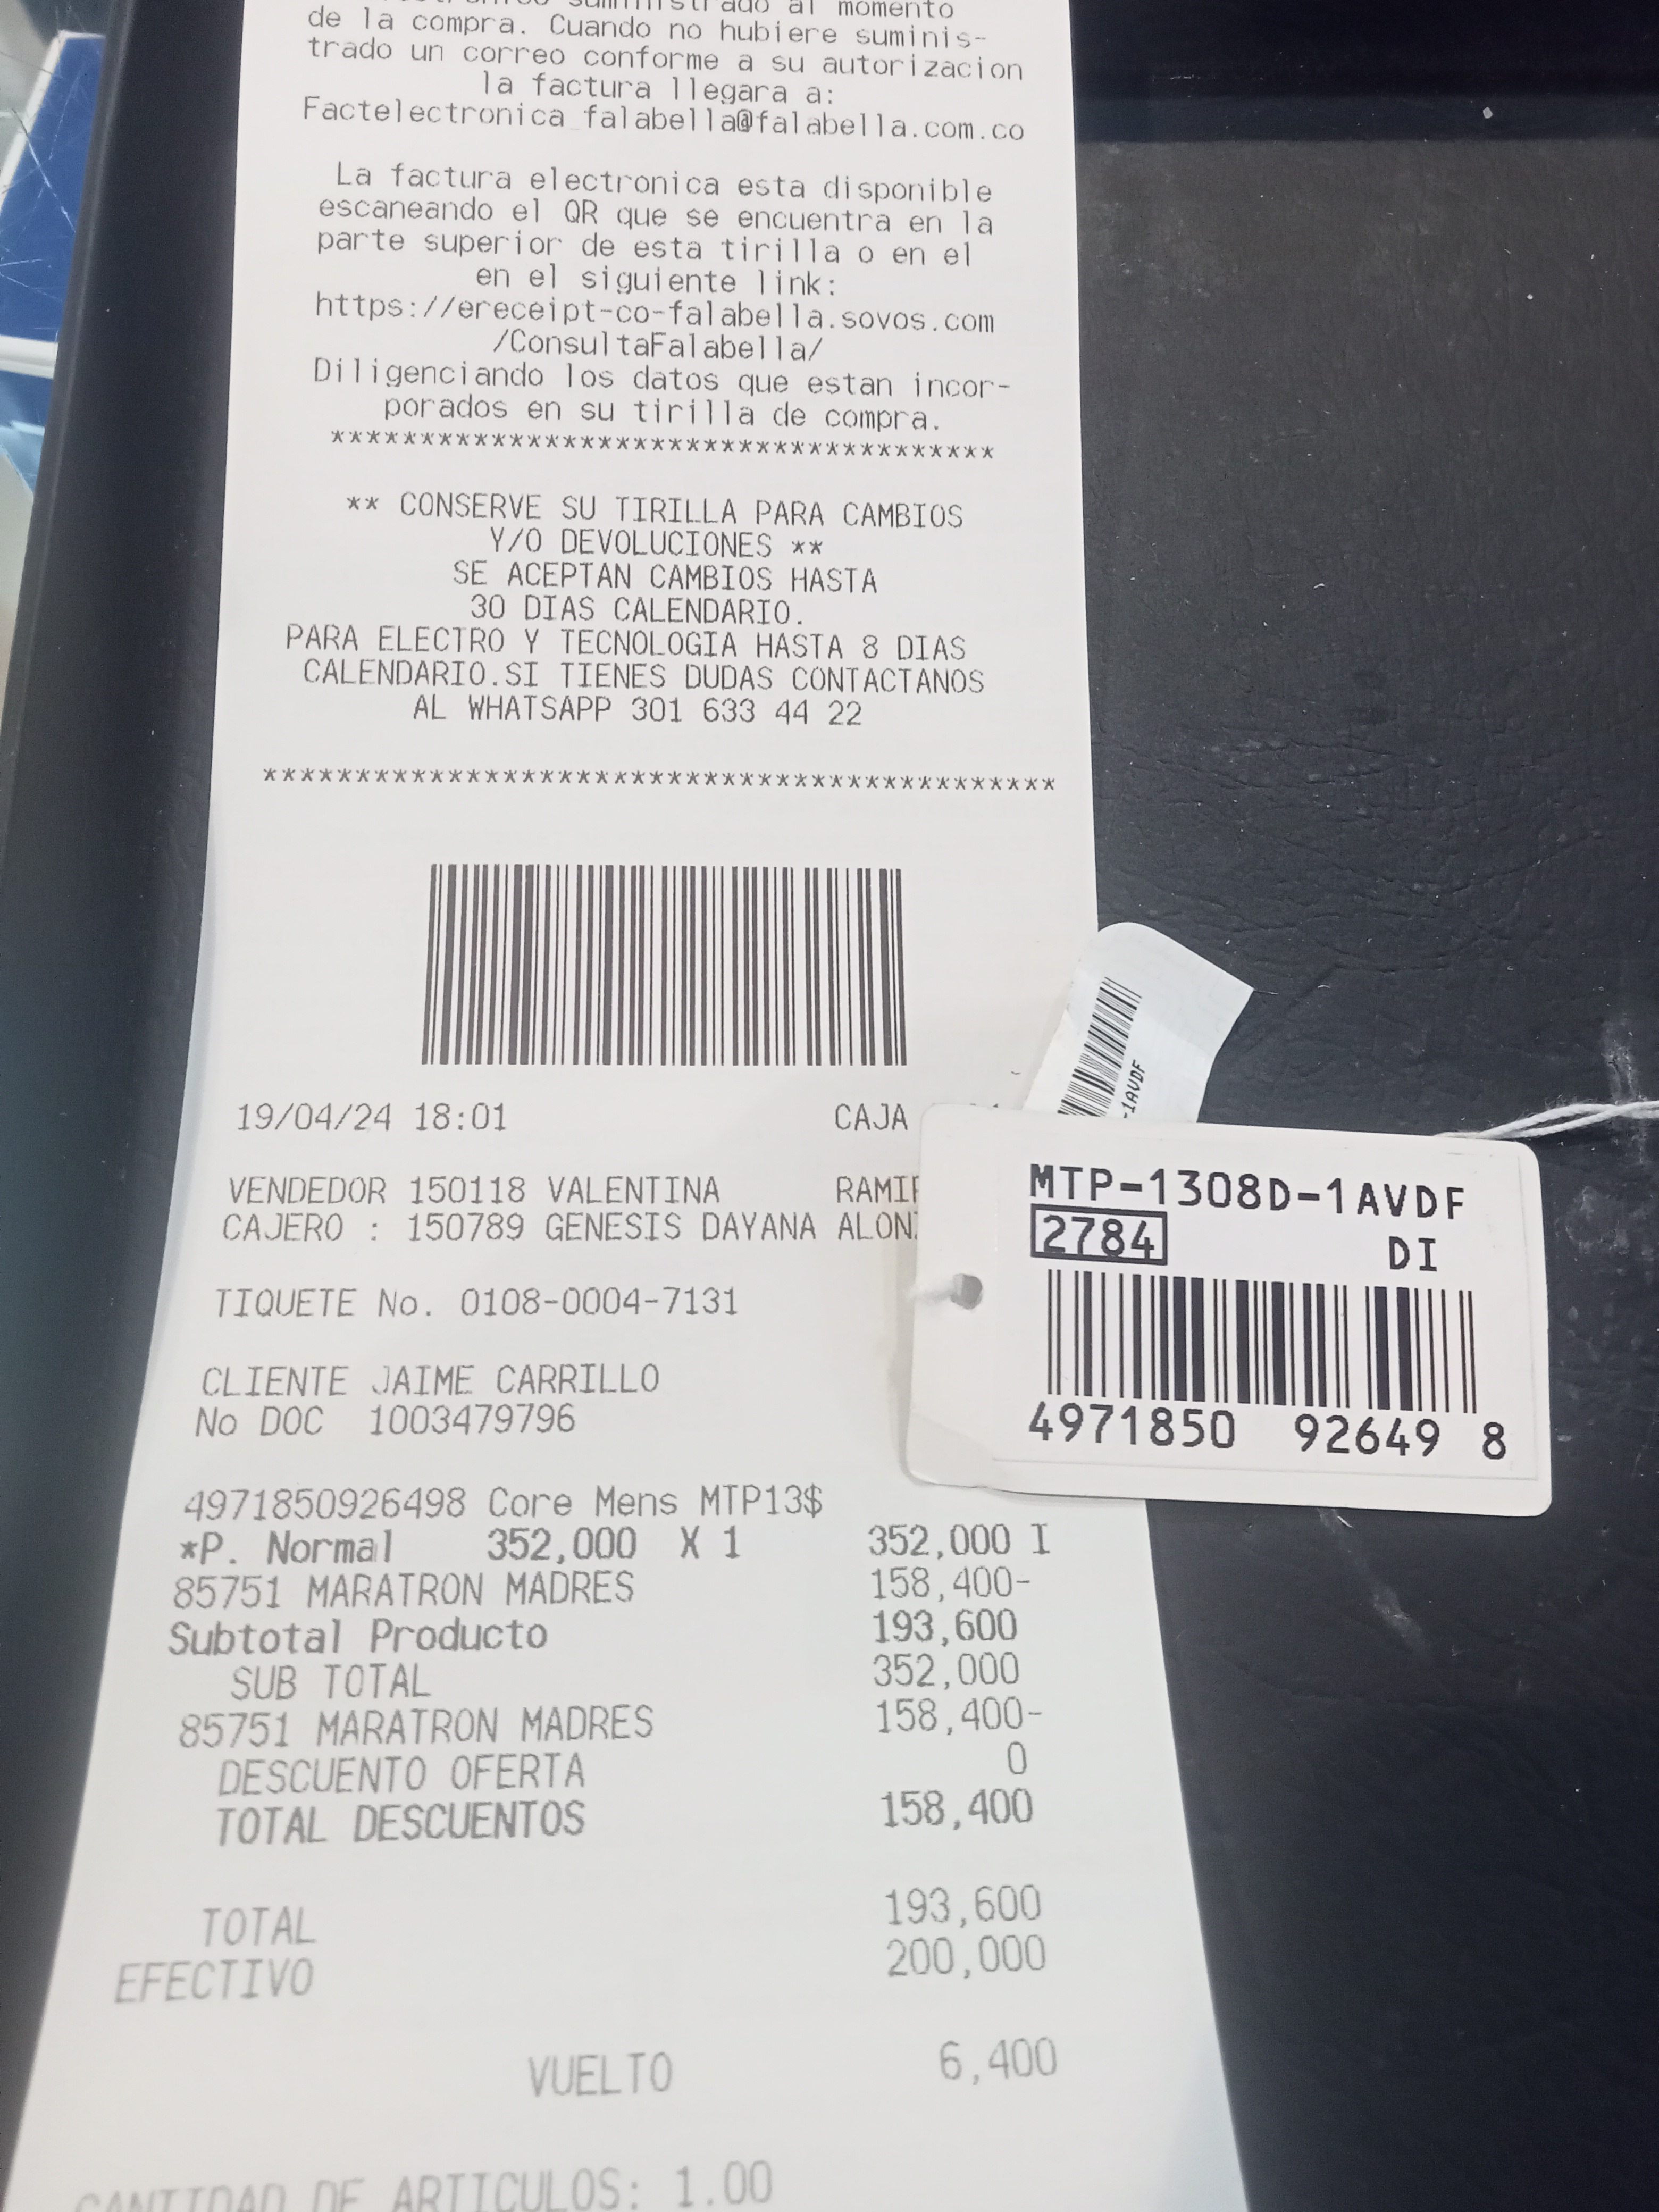 al momento
de la compra. Cuando no hubiere suminis-
trado un correo conforme a su autorizacion
la factura llegara a:
Factelectronica_falabella@falabella.com.co
La factura electronica esta disponible
escaneando el QR que se encuentra en la
parte superior de esta tirilla o en el
en el siguiente link:
https://ereceipt-co-falabella.sovos.com
/ConsultaFalabella/
Diligenciando los datos que estan incor-
porados en su tirilla de compra.
*************************************
** CONSERVE SU TIRILLA PARA CAMBIOS
Y/O DEVOLUCIONES **
SE ACEPTAN CAMBIOS HASTA
30 DIAS CALENDARIO.
PARA ELECTRO Y TECNOLOGIA HASTA 8 DIAS
CALENDARIO.SI TIENES DUDAS CONTACTANOS
AL WHATSAPP 301 633 44 22
*******************************************
19/04/24 18:01 CAJA
VENDEDOR 150118 VALENTINA
CAJERO : 150789 GENESIS DAYANA
TIQUETE No. 0108-0004-7131
CLIENTE JAIME CARRILLO
No DOC 1003479796
4971850926498 Core Mens MTP13$
*P. Normal 352,000 X 1 352,000 I
85751 MARATRON MADRES 158,400-
Subtotal Producto 193,600
SUB TOTAL 352,000
85751 MARATRON MADRES 158,400-
DESCUENTO OFERTA 0
TOTAL DESCUENTOS 158,400
TOTAL 193,600
EFECTIVO 200,000
VUELTO 6,400
CANTIDAD DE ARTICULOS: 1.00
-1AVDF
MTP-1308D-1AVDF
2784 DI
4971850 92649 8